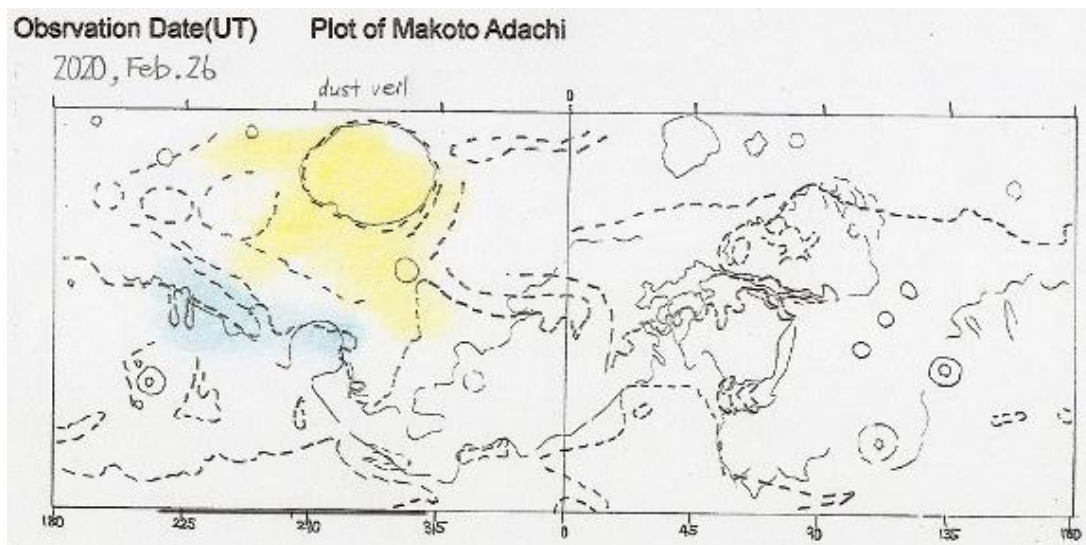 Obsrvation Date(UT) Plot of Makoto Adachi
2020, Feb. 26
dust veil
0
180 225 290 315 0 45 90 135 180